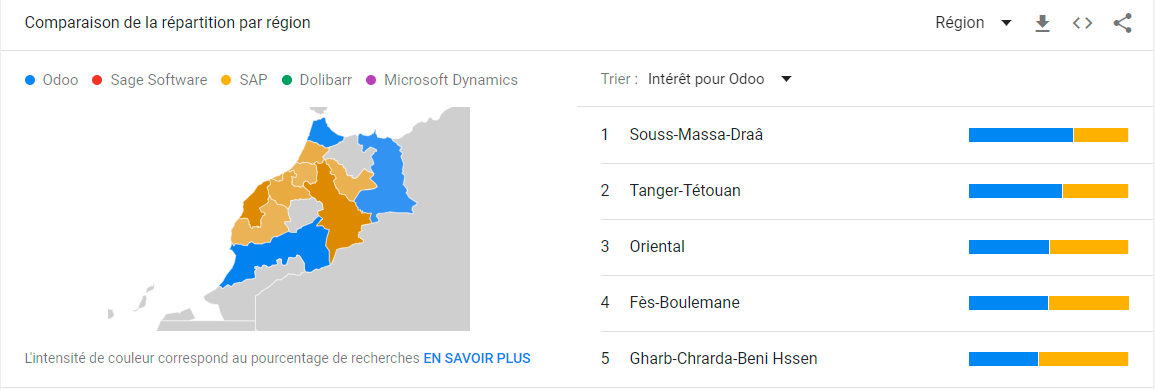 Comparaison de la répartition par région
Région
Odoo Sage Software SAP Dolibarr Microsoft Dynamics
Trier : Intérêt pour Odoo
1 Souss-Massa-Draâ
2 Tanger-Tétouan
3 Oriental
4 Fès-Boulemane
5 Gharb-Chrarda-Beni Hssen
L'intensité de couleur correspond au pourcentage de recherches EN SAVOIR PLUS